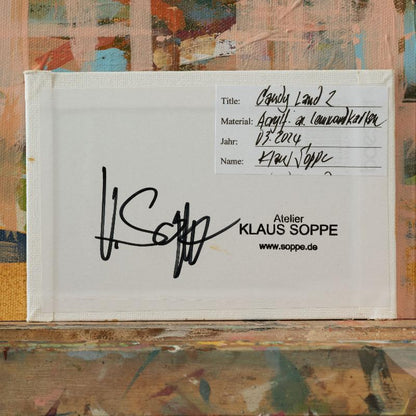 Title: Candy Land 2
Material: Acryl. a. Leinwandkarton
Jahr: 03.2024
Name: Klaus Soppe
K. Soppe
Atelier
KLAUS SOPPE
www.soppe.de